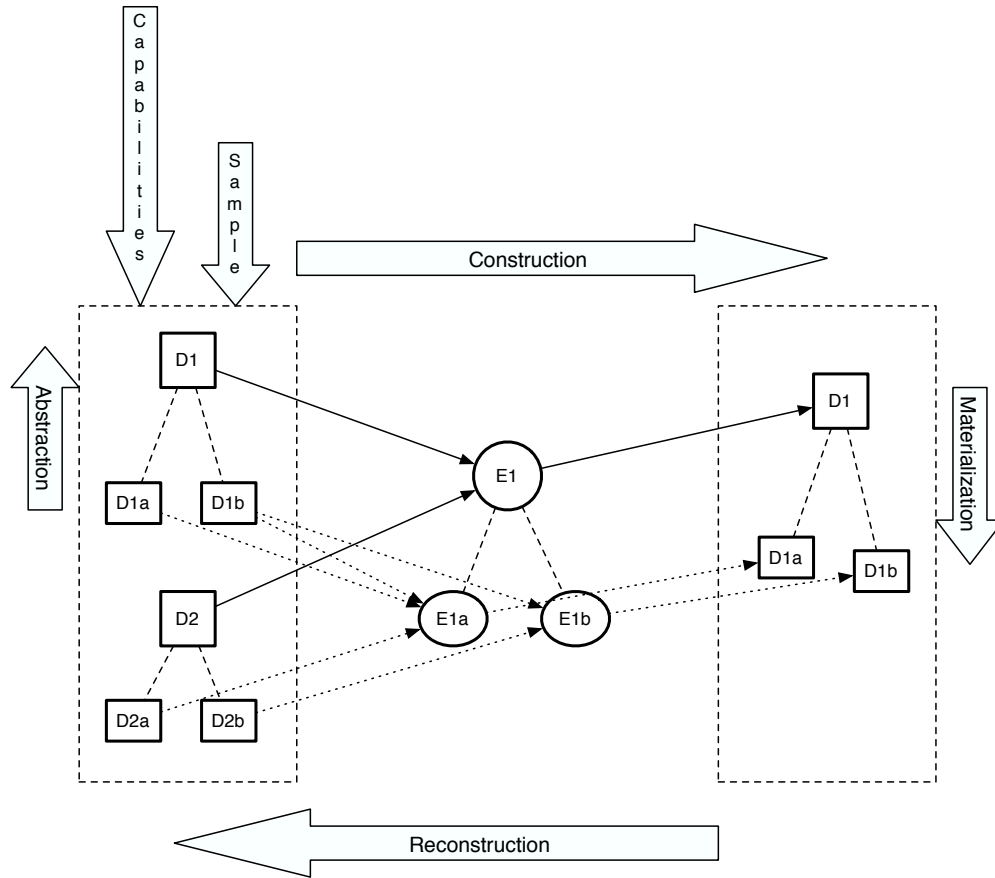 Capabilities
Sample
Construction
D1
D1
Abstraction
Materialization
E1
D1a
D1b
D1a
D1b
D2
E1a
E1b
D2a
D2b
Reconstruction